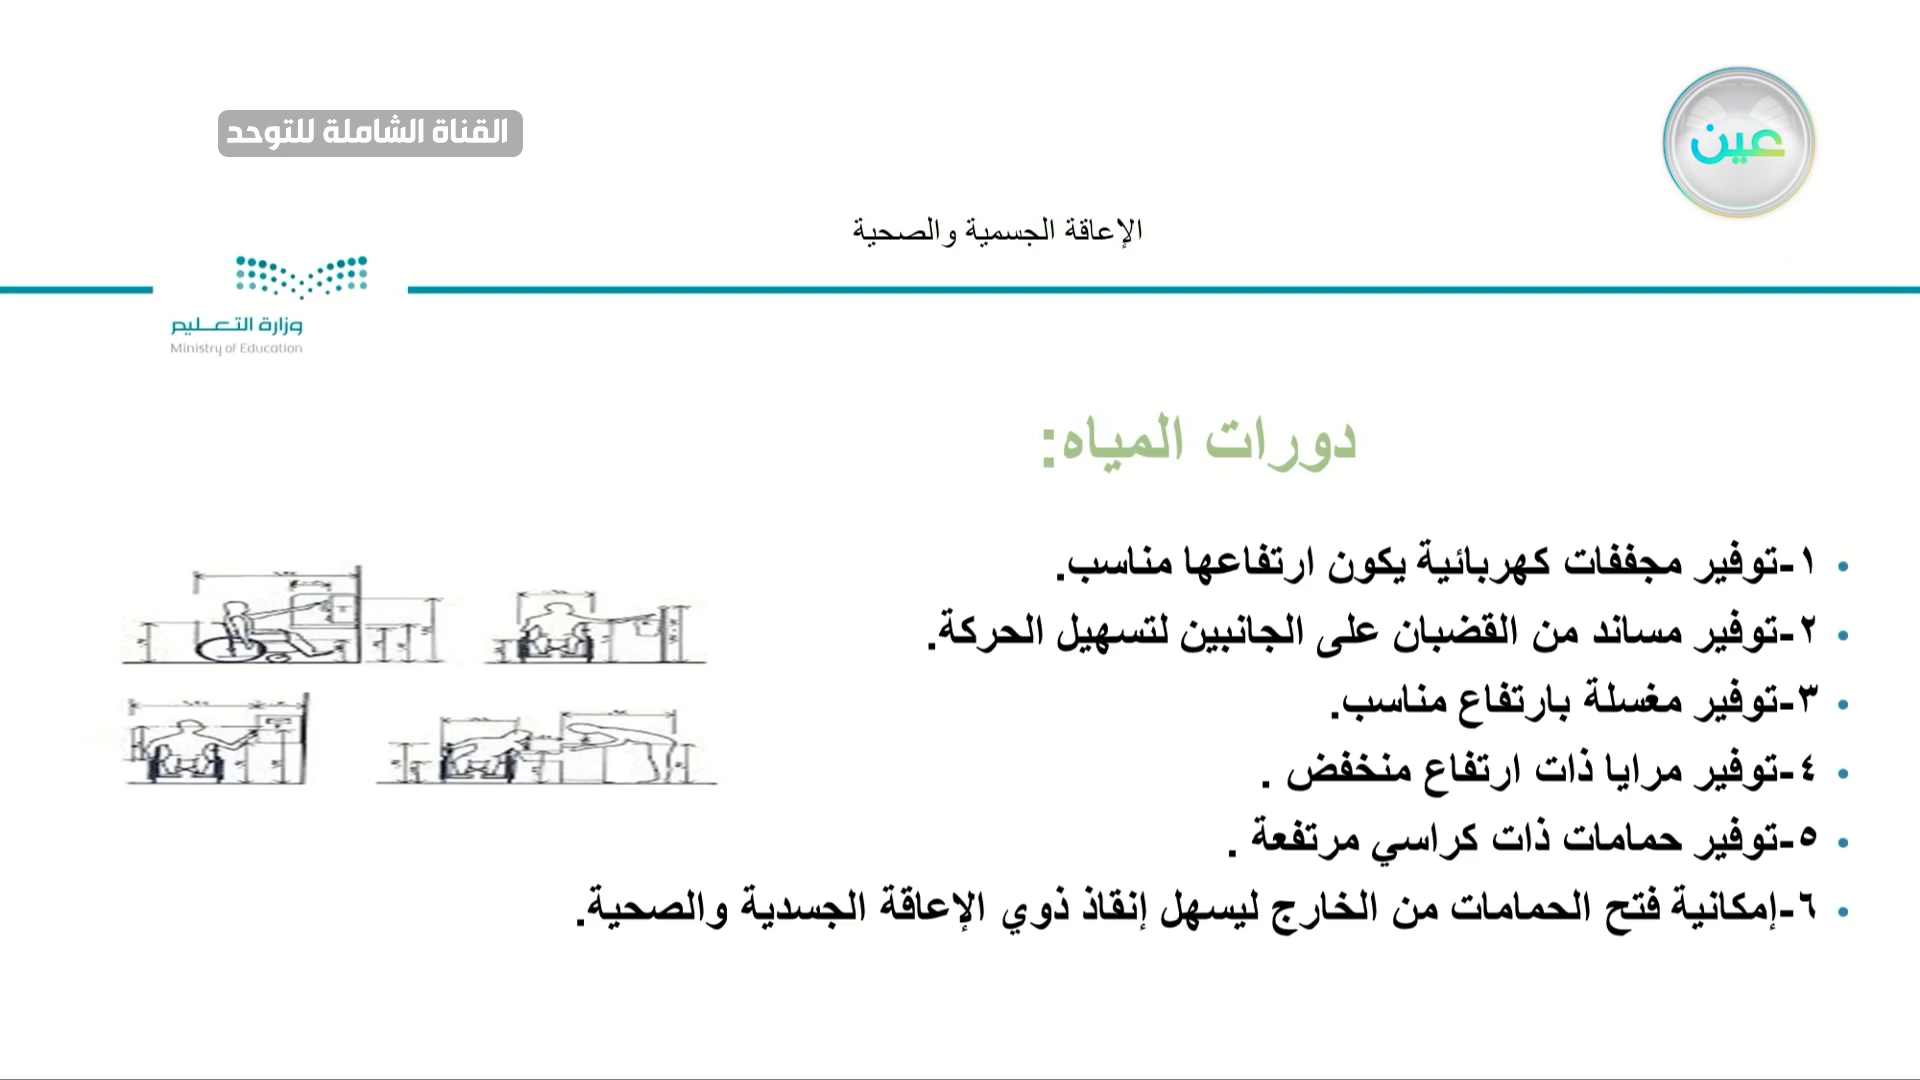 القناة الشاملة للتوحد
عين
الإعاقة الجسمية والصحية
وزارة التعليم
Ministry of Education
دورات المياه:
١-توفير مجففات كهربائية يكون ارتفاعها مناسب.
٢-توفير مساند من القضبان على الجانبين لتسهيل الحركة.
٣-توفير مغسلة بارتفاع مناسب.
٤-توفير مرايا ذات ارتفاع منخفض .
٥-توفير حمامات ذات كراسي مرتفعة .
٦-إمكانية فتح الحمامات من الخارج ليسهل إنقاذ ذوي الإعاقة الجسدية والصحية.